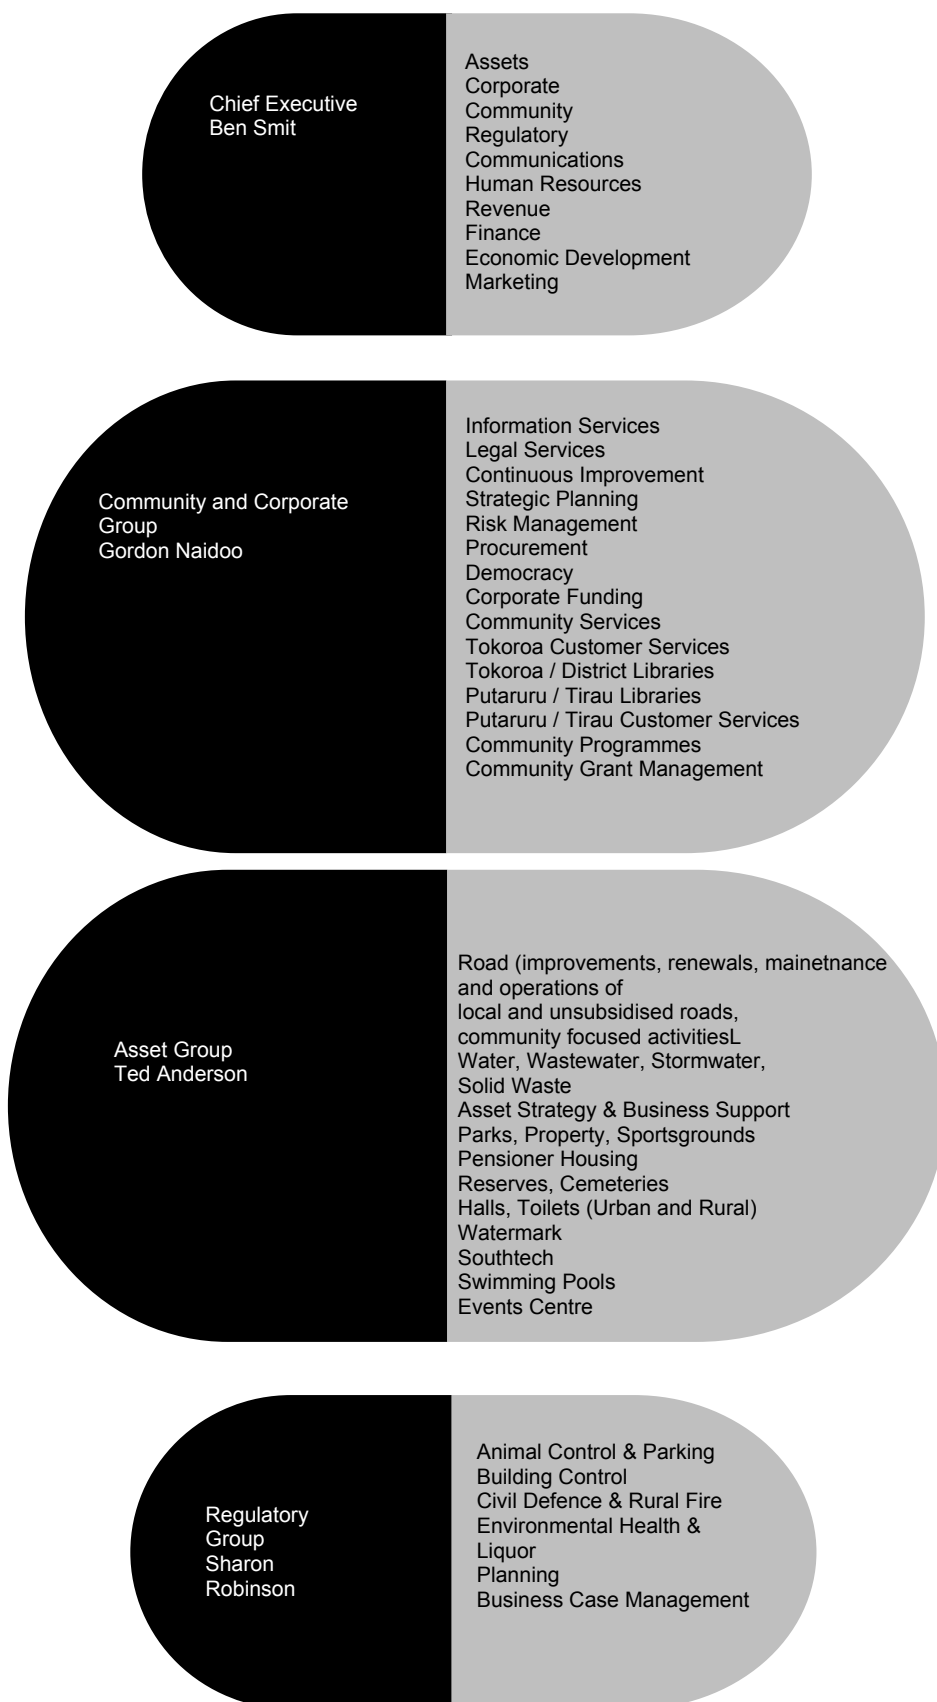 Chief Executive
Ben Smit
Assets
Corporate
Community
Regulatory
Communications
Human Resources
Revenue
Finance
Economic Development
Marketing
Community and Corporate
Group
Gordon Naidoo
Information Services
Legal Services
Continuous Improvement
Strategic Planning
Risk Management
Procurement
Democracy
Corporate Funding
Community Services
Tokoroa Customer Services
Tokoroa / District Libraries
Putaruru / Tirau Libraries
Putaruru / Tirau Customer Services
Community Programmes
Community Grant Management
Asset Group
Ted Anderson
Road (improvements, renewals, mainetnance
and operations of
local and unsubsidised roads,
community focused activitiesL
Water, Wastewater, Stormwater,
Solid Waste
Asset Strategy & Business Support
Parks, Property, Sportsgrounds
Pensioner Housing
Reserves, Cemeteries
Halls, Toilets (Urban and Rural)
Watermark
Southtech
Swimming Pools
Events Centre
Regulatory
Group
Sharon
Robinson
Animal Control & Parking
Building Control
Civil Defence & Rural Fire
Environmental Health &
Liquor
Planning
Business Case Management